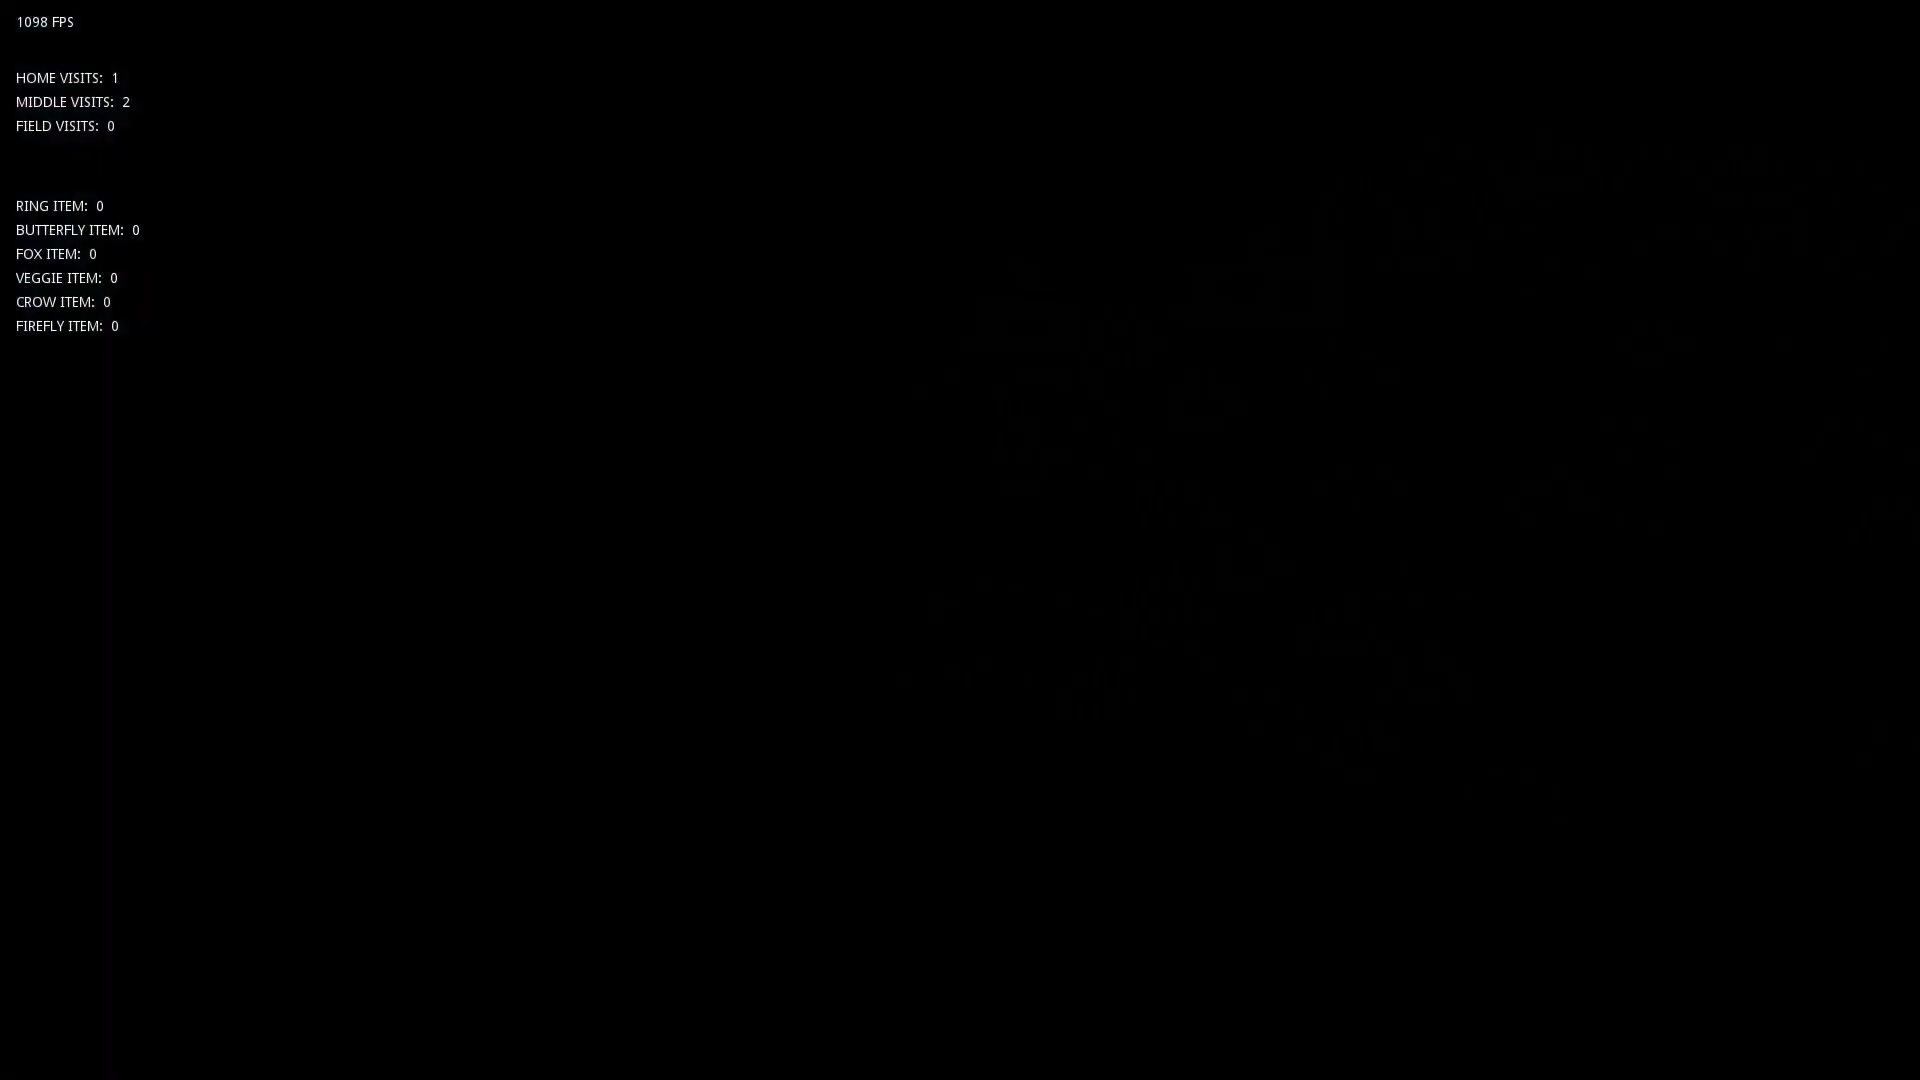 1098 FPS
HOME VISITS: 1
MIDDLE VISITS: 2
FIELD VISITS: 0
RING ITEM: 0
BUTTERFLY ITEM: 0
FOX ITEM: 0
VEGGIE ITEM: 0
CROW ITEM: 0
FIREFLY ITEM: 0